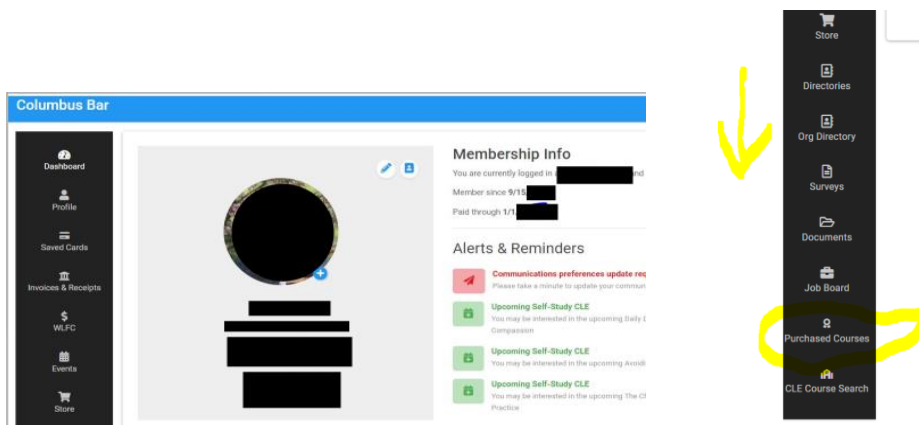 Columbus Bar
Dashboard
Profile
Saved Cards
Invoices & Receipts
WLFC
Events
Store
Membership Info
You are currently logged in and
Member since 9/15
Paid through 1/1
Alerts & Reminders
Communications preferences update req
Please take a minute to update your communi
Upcoming Self-Study CLE
You may be interested in the upcoming Daily
Compassion
Upcoming Self-Study CLE
You may be interested in the upcoming Avoidi
Upcoming Self-Study CLE
You may be interested in the upcoming The
Practice
Store
Directories
Org Directory
Surveys
Documents
Job Board
Purchased Courses
CLE Course Search